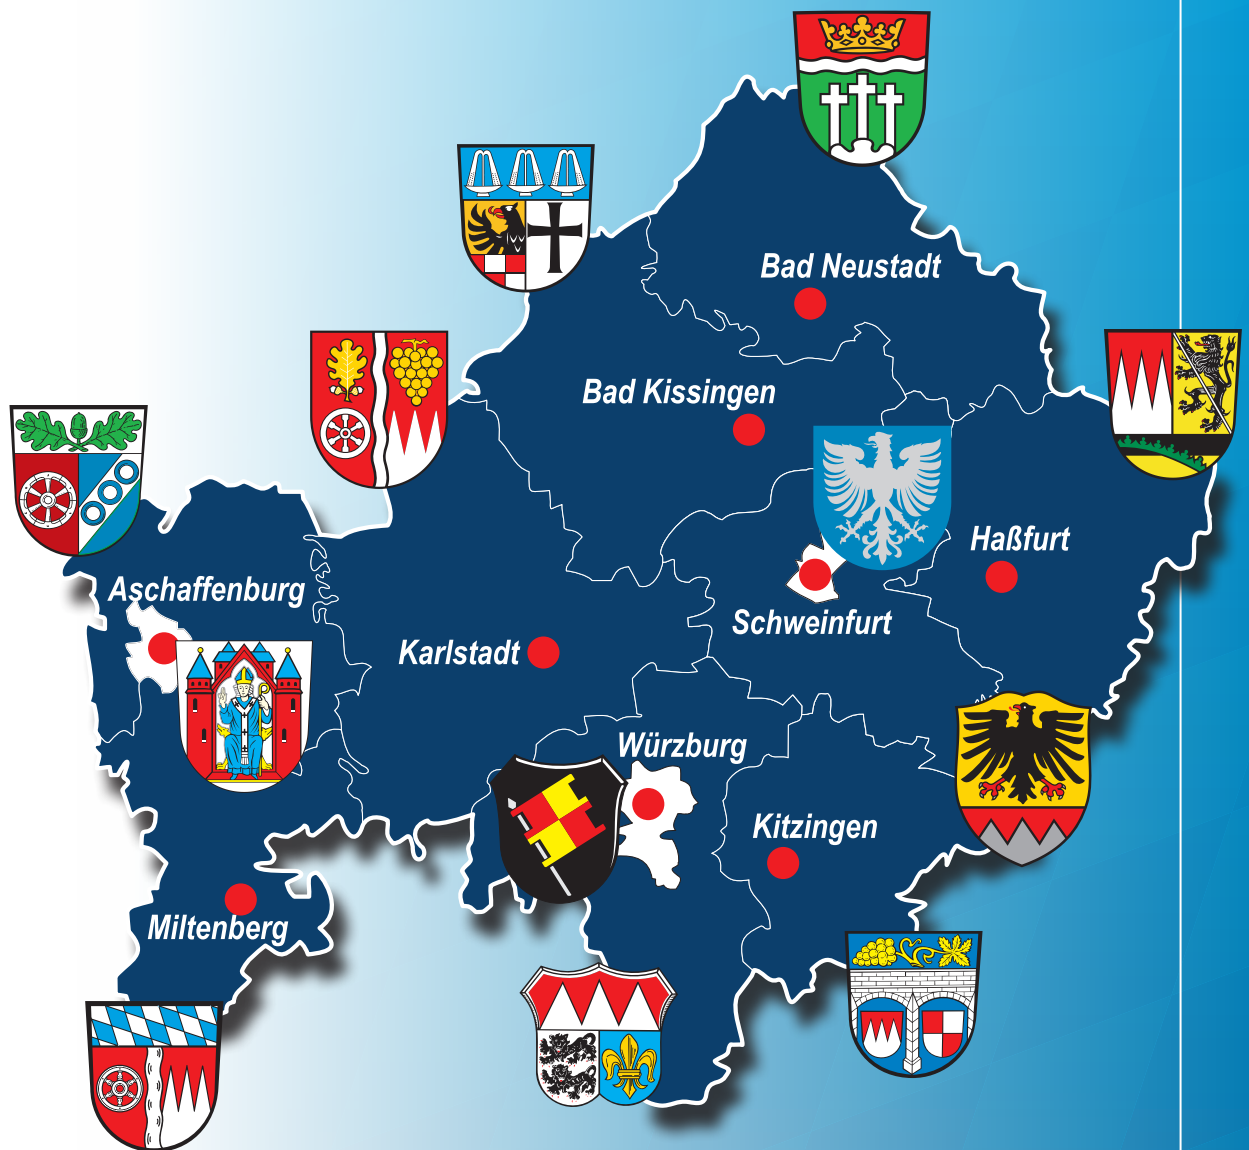 Bad Neustadt
Bad Kissingen
Haßfurt
Aschaffenburg
Schweinfurt
Karlstadt
Würzburg
Kitzingen
Miltenberg